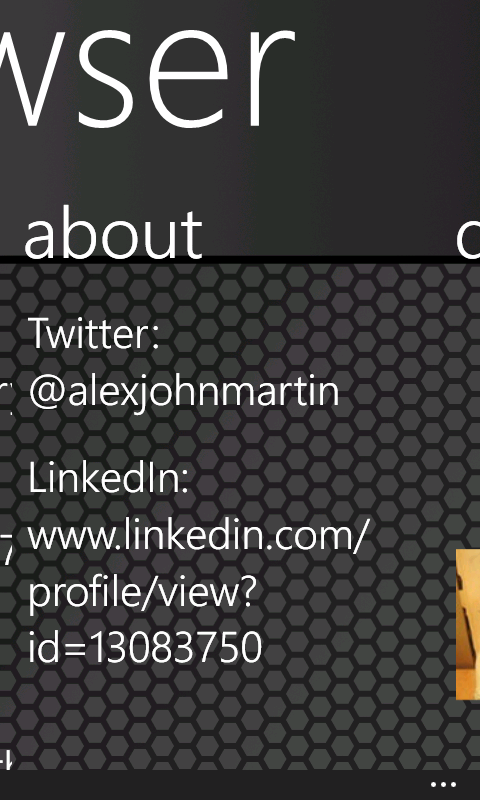 wser
about
Twitter:
@alexjohnmartin
LinkedIn:
www.linkedin.com/
profile/view?
id=13083750